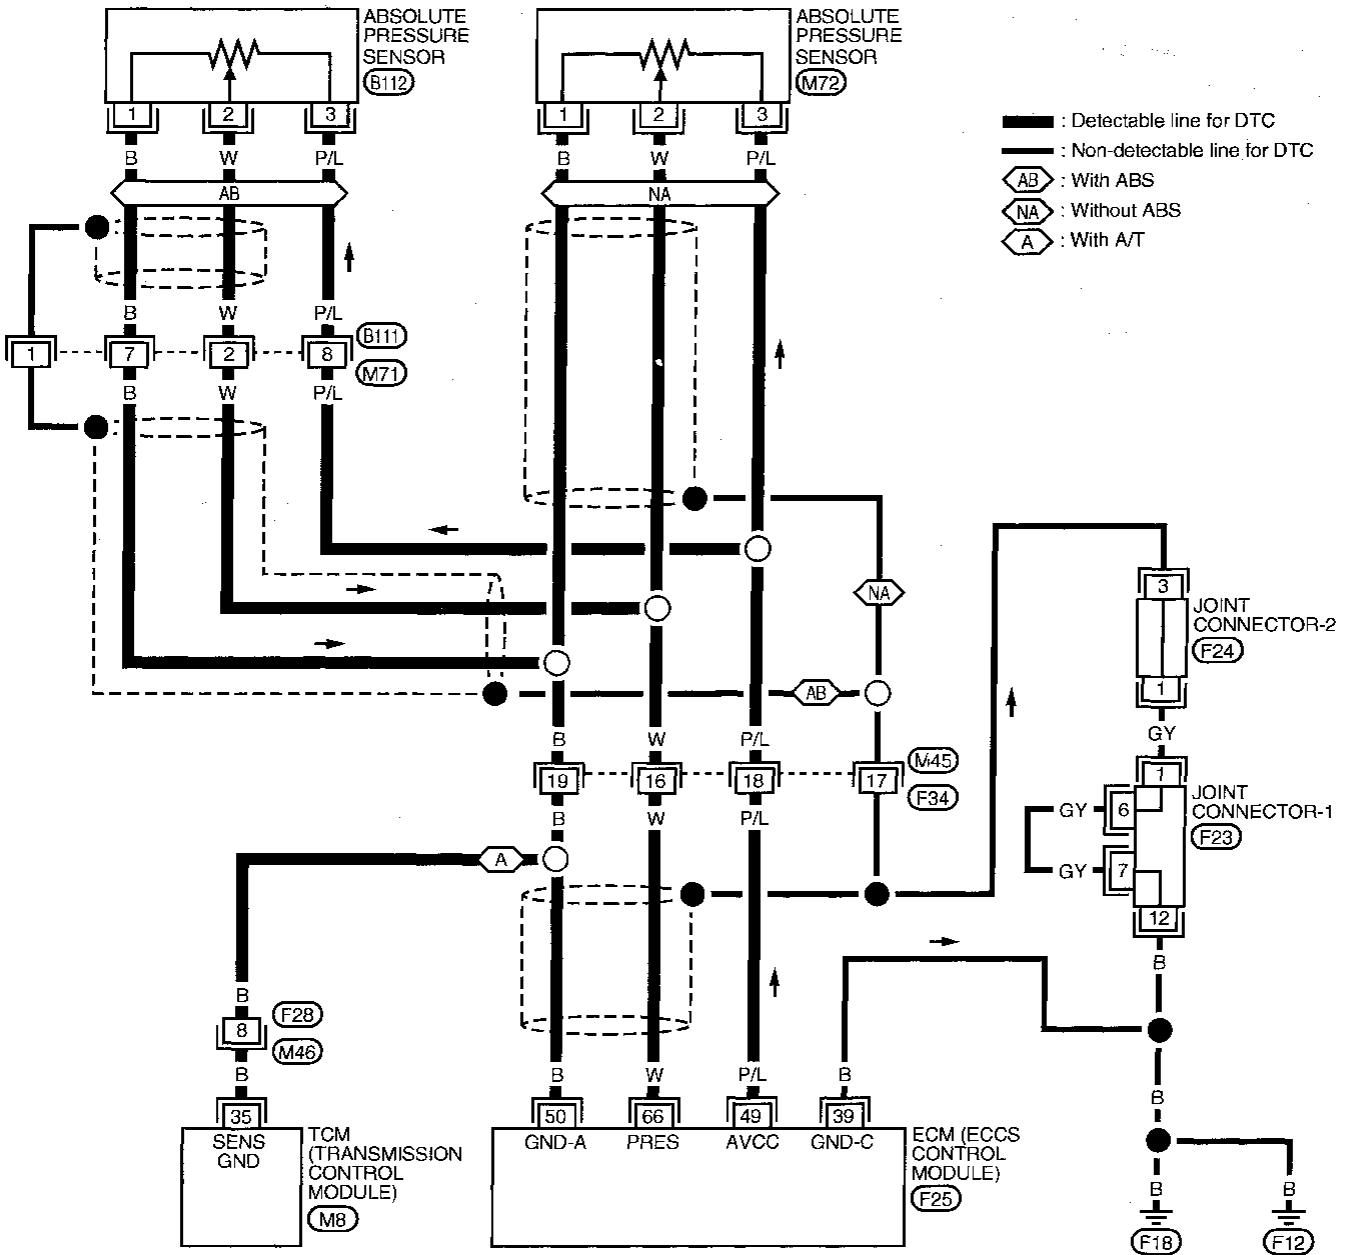 ABSOLUTE
PRESSURE
SENSOR
B112
ABSOLUTE
PRESSURE
SENSOR
M72
1 2 3
1 2 3
B W P/L
B W P/L
AB
NA
: Detectable line for DTC
: Non-detectable line for DTC
AB : With ABS
NA : Without ABS
A : With A/T
B W P/L
B111
1 7 2 8
M71
B W P/L
NA
3
JOINT
CONNECTOR-2
F24
1
AB
GY
B W P/L
M45
19 16 18 17
F34
B W P/L
1
JOINT
CONNECTOR-1
F23
GY 6
GY 7
12
A
B
B
F28
8
M46
B
B W P/L B
B
35
50 66 49 39
SENS
GND
TCM
(TRANSMISSION
CONTROL
MODULE)
M8
GND-A PRES AVCC GND-C
ECM (ECCS
CONTROL
MODULE)
F25
B B
F18 F12